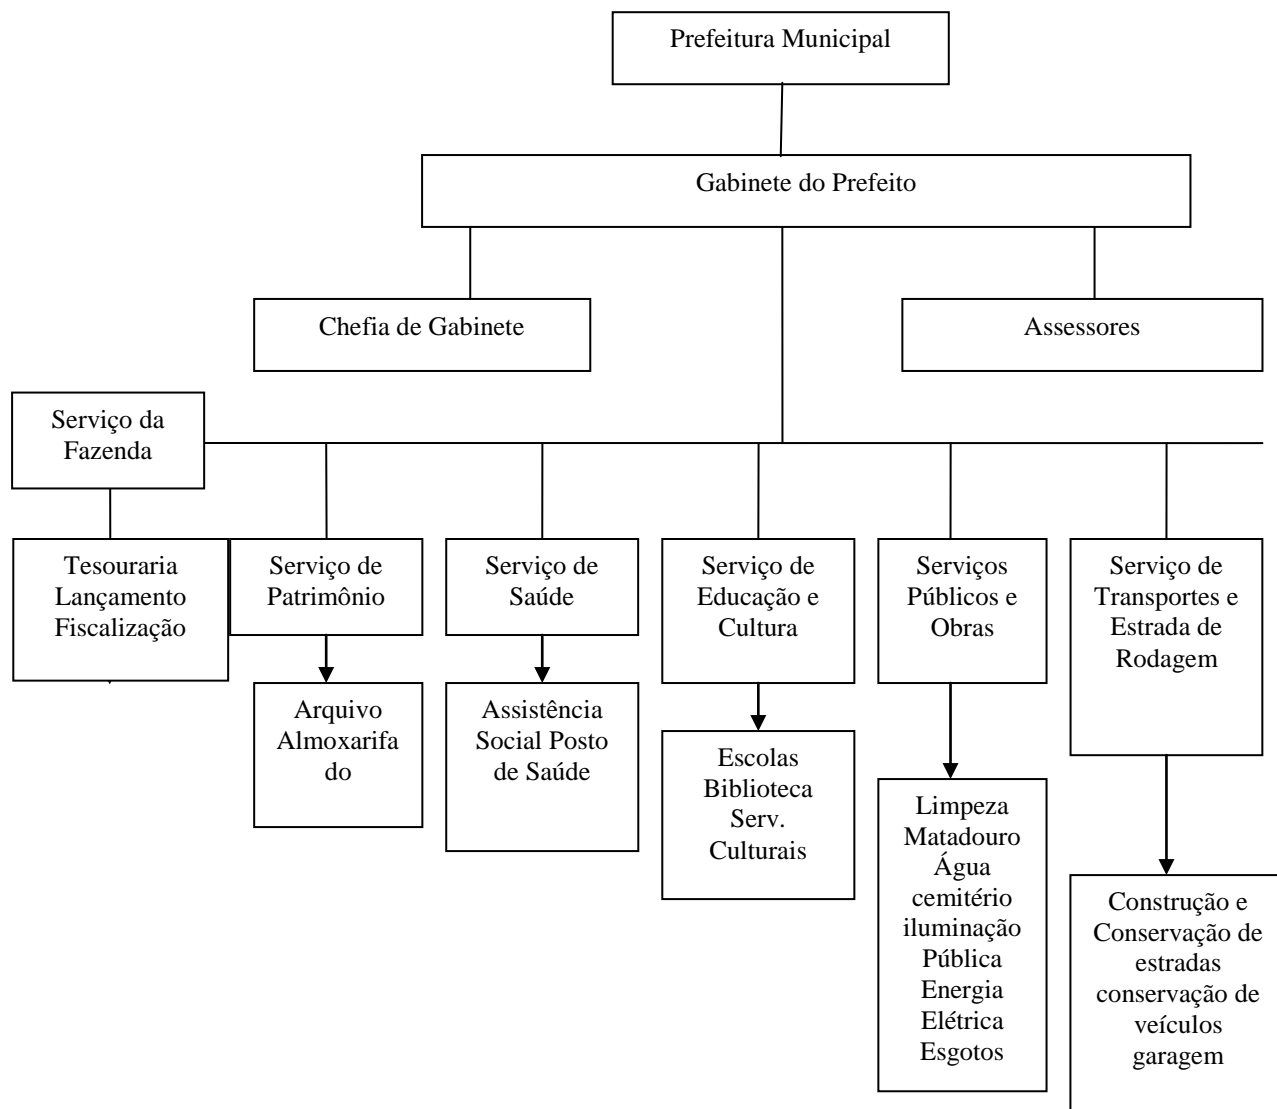 Prefeitura Municipal
Gabinete do Prefeito
Chefia de Gabinete
Assessores
Serviço da
Fazenda
Tesouraria
Lançamento
Fiscalização
Serviço de
Patrimônio
Serviço de
Saúde
Serviço de
Educação e
Cultura
Serviços
Públicos e
Obras
Serviço de
Transportes e
Estrada de
Rodagem
Arquivo
Almoxarifa
do
Assistência
Social Posto
de Saúde
Escolas
Biblioteca
Serv.
Culturais
Limpeza
Matadouro
Água
cemitério
iluminação
Pública
Energia
Elétrica
Esgotos
Construção e
Conservação de
estradas
conservação de
veículos
garagem